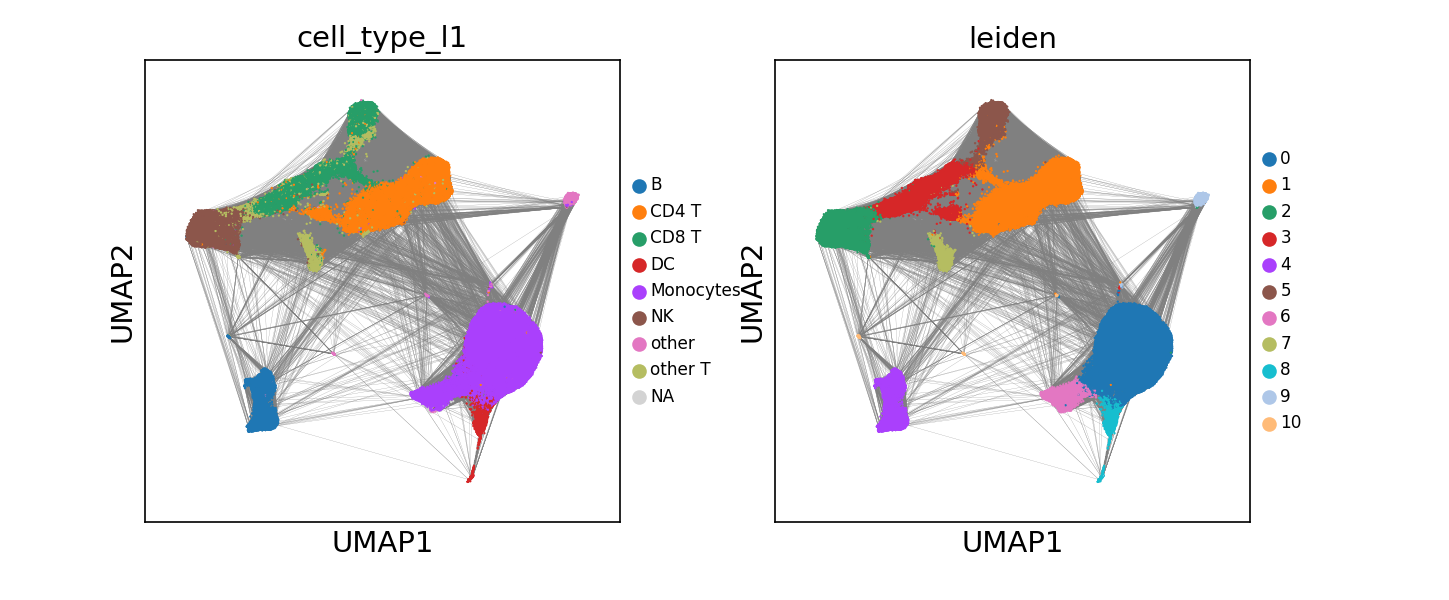 cell_type_l1
UMAP2
UMAP1
B
CD4 T
CD8 T
DC
Monocytes
NK
other
other T
NA
leiden
UMAP2
UMAP1
0
1
2
3
4
5
6
7
8
9
10